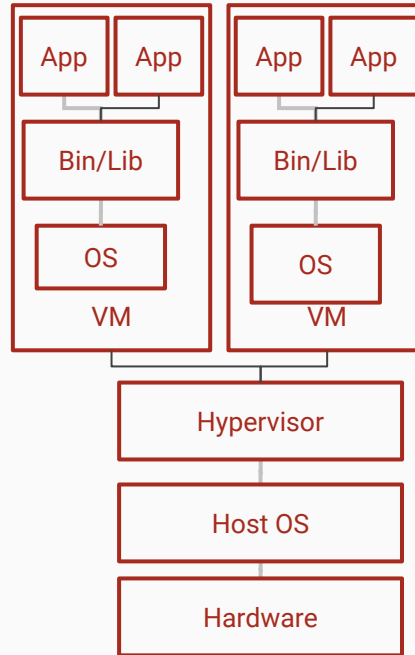 App App
Bin/Lib
OS
VM
App App
Bin/Lib
OS
VM
Hypervisor
Host OS
Hardware